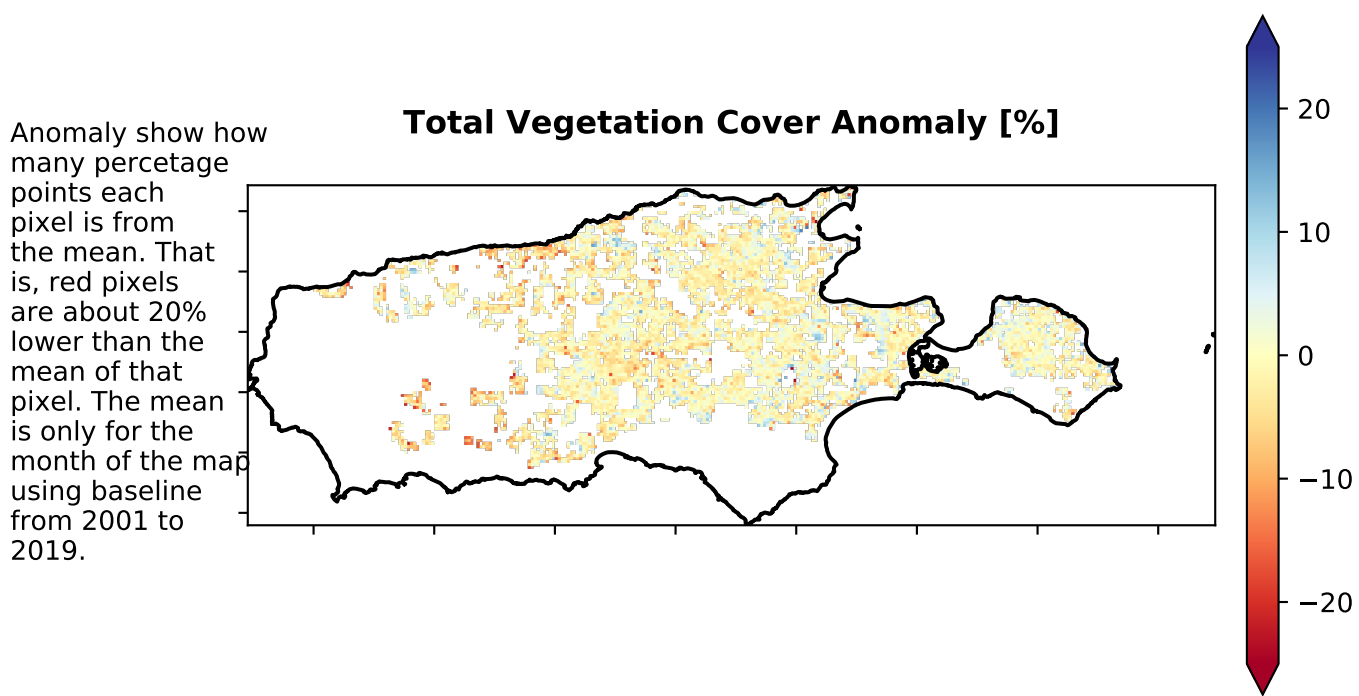 Total Vegetation Cover Anomaly [%]
Anomaly show how
many percetage
points each
pixel is from
the mean. That
is, red pixels
are about 20%
lower than the
mean of that
pixel. The mean
is only for the
month of the map
using baseline
from 2001 to
2019.
20
10
0
−10
−20